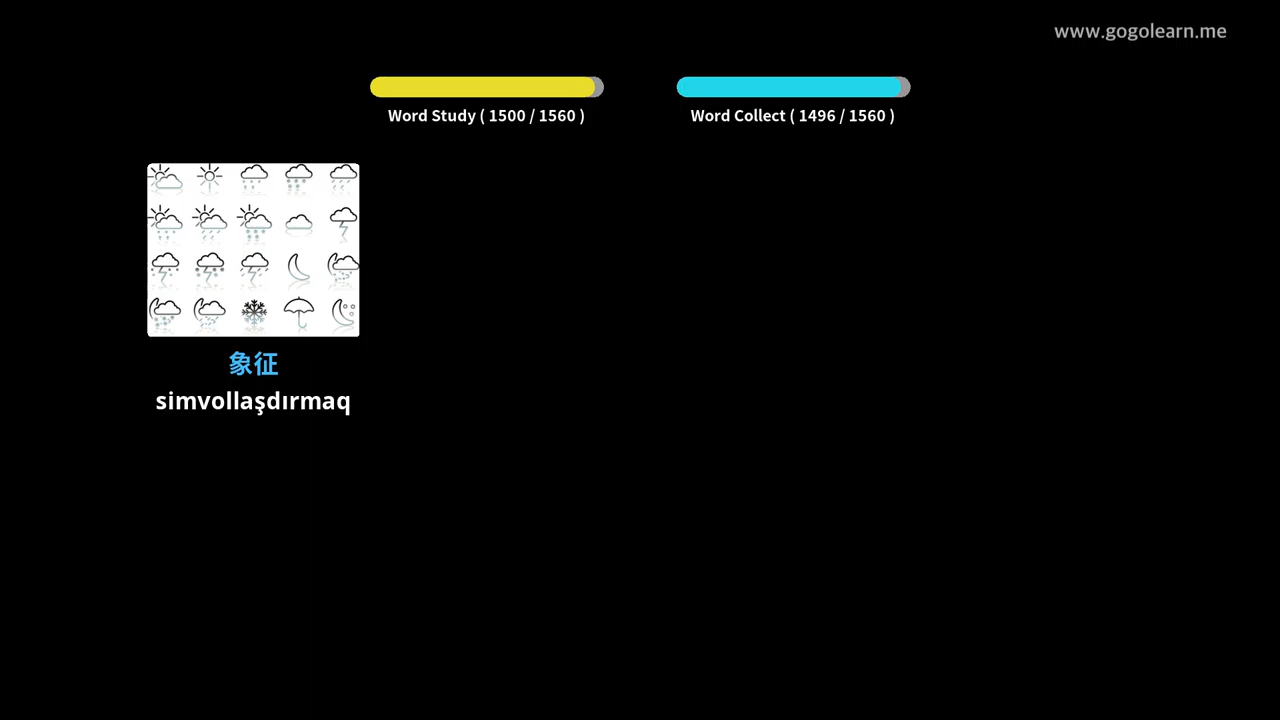 www.gogolearn.me
Word Study ( 1500 / 1560 )
Word Collect ( 1496 / 1560 )
象征
simvollaşdırmaq